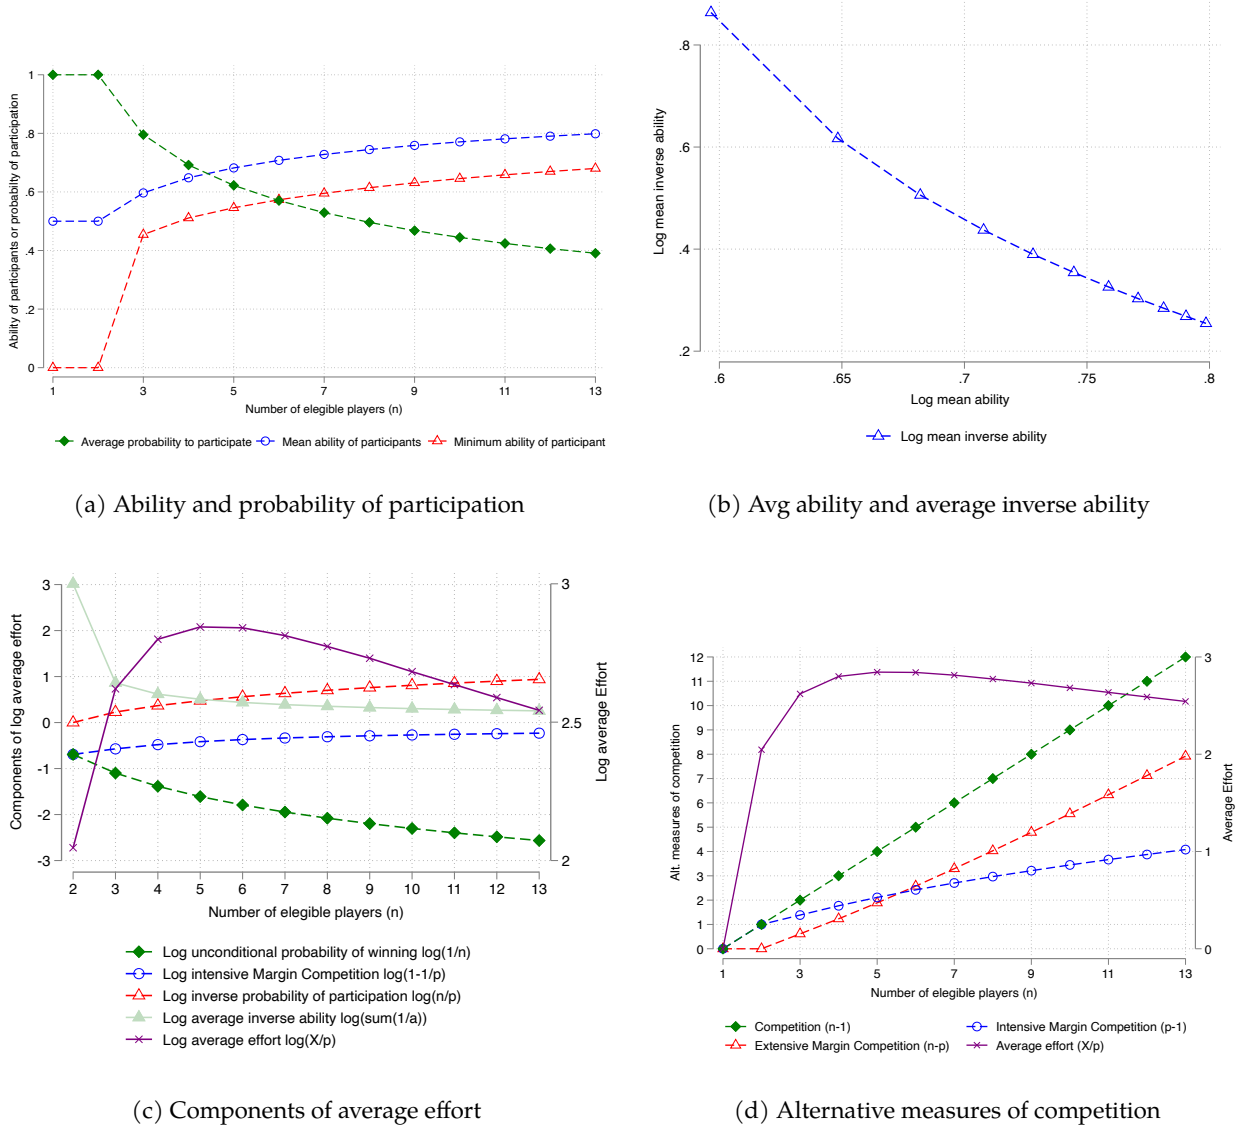 Ability of participants or probabilty of participation
1
.8
.6
.4
.2
0
1 3 5 7 9 11 13
Number of elegible players (n)
Average probability to participate Mean ability of participants Minimum ability of participant
(a) Ability and probability of participation
Log mean inverse ability
.8
.6
.4
.2
.6 .65 .7 .75 .8
Log mean ability
Log mean inverse ability
(b) Avg ability and average inverse ability
Components of log average effort
3
2
1
0
-1
-2
-3
3
2.5
2
Log average Effort
2 3 4 5 6 7 8 9 10 11 12 13
Number of elegible players (n)
Log unconditional probability of winning log(1/n)
Log intensive Margin Competition log(1-1/p)
Log inverse probability of participation log(n/p)
Log average inverse ability log(sum(1/a))
Log average effort log(X/p)
(c) Components of average effort
Alt. measures of competition
12
11
10
9
8
7
6
5
4
3
2
1
0
3
2
1
0
Average Effort
1 3 5 7 9 11 13
Number of elegible players (n)
Competition (n-1) Intensive Margin Competition (p-1)
Extensive Margin Competition (n-p) Average effort (X/p)
(d) Alternative measures of competition